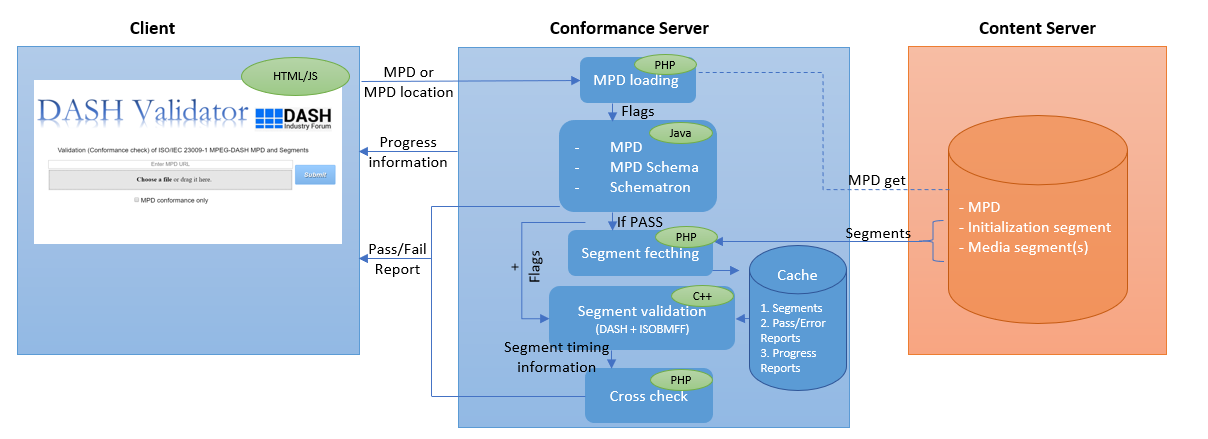 Client
Conformance Server
Content Server
HTML/JS
DASH Validator
DASH
Industry Forum
Validation (Conformance check) of ISO/IEC 23009-1 MPEG-DASH MPD and Segments
Enter MPD URL
Choose a file or drag it here.
Submit
MPD conformance only
MPD or
MPD location
Progress
information
Pass/Fail
Report
PHP
MPD loading
Flags
Java
- MPD
- MPD Schema
- Schematron
If PASS
PHP
Segment fecthing
+
Flags
C++
Segment validation
(DASH + ISOBMFF)
Segment timing
information
PHP
Cross check
Cache
1. Segments
2. Pass/Error
Reports
3. Progress
Reports
MPD get
Segments
- MPD
- Initialization segment
- Media segment(s)